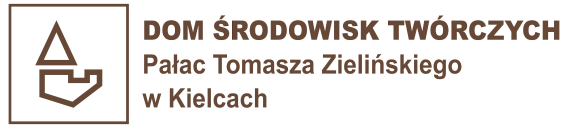 DOM ŚRODOWISK TWÓRCZYCH
Pałac Tomasza Zielińskiego
w Kielcach